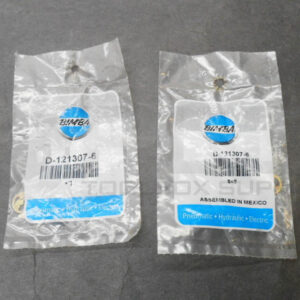 BIMBA
D-121307-6
Pneumatic • Hydraulic • Electric
BIMBA
D-121307-6
ASSEMBLED IN MEXICO
Pneumatic • Hydraulic • Electric